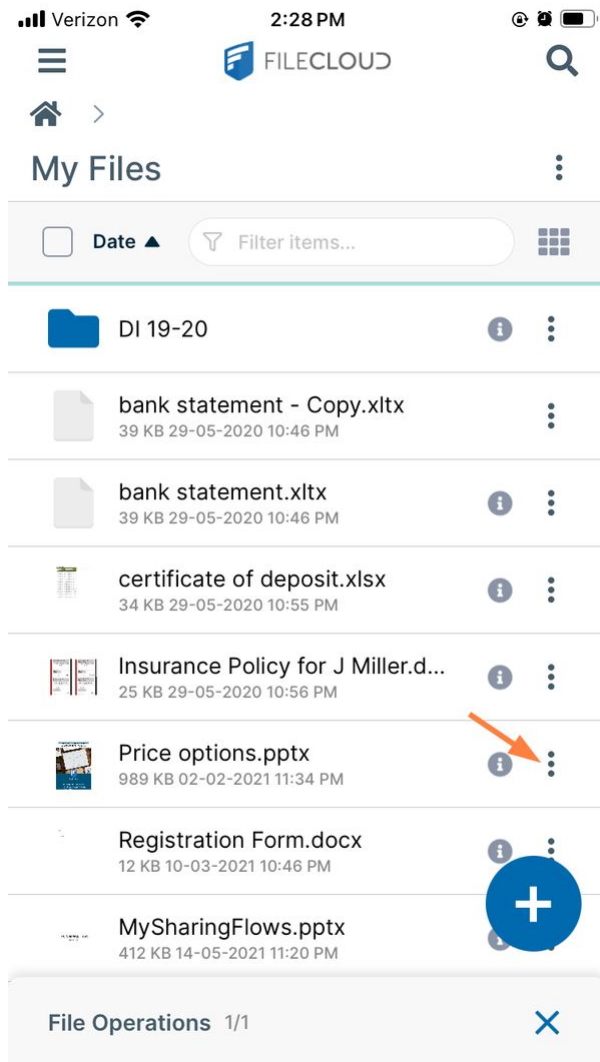 Verizon 2:28 PM
FILECLOUD
My Files
Date Filter items...
DI 19-20
bank statement - Copy.xltx
39 KB 29-05-2020 10:46 PM
bank statement.xltx
39 KB 29-05-2020 10:46 PM
certificate of deposit.xlsx
34 KB 29-05-2020 10:55 PM
Insurance Policy for J Miller.d...
25 KB 29-05-2020 10:56 PM
Price options.pptx
989 KB 02-02-2021 11:34 PM
Registration Form.docx
12 KB 10-03-2021 10:46 PM
MySharingFlows.pptx
412 KB 14-05-2021 11:20 PM
File Operations 1/1